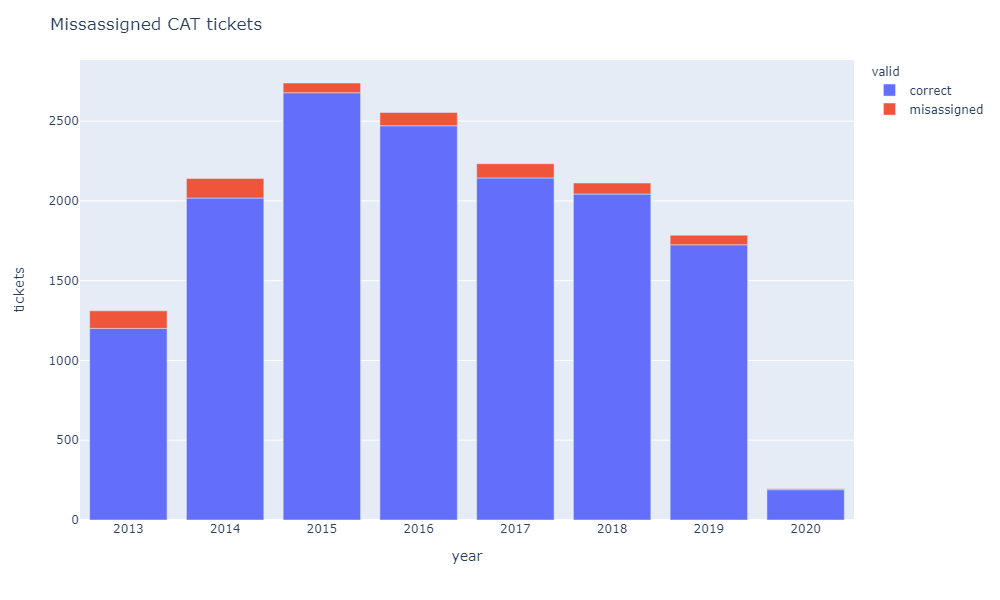 Missassigned CAT tickets
valid
correct
misassigned
2500
2000
1500
1000
500
0
tickets
2013 2014 2015 2016 2017 2018 2019 2020
year